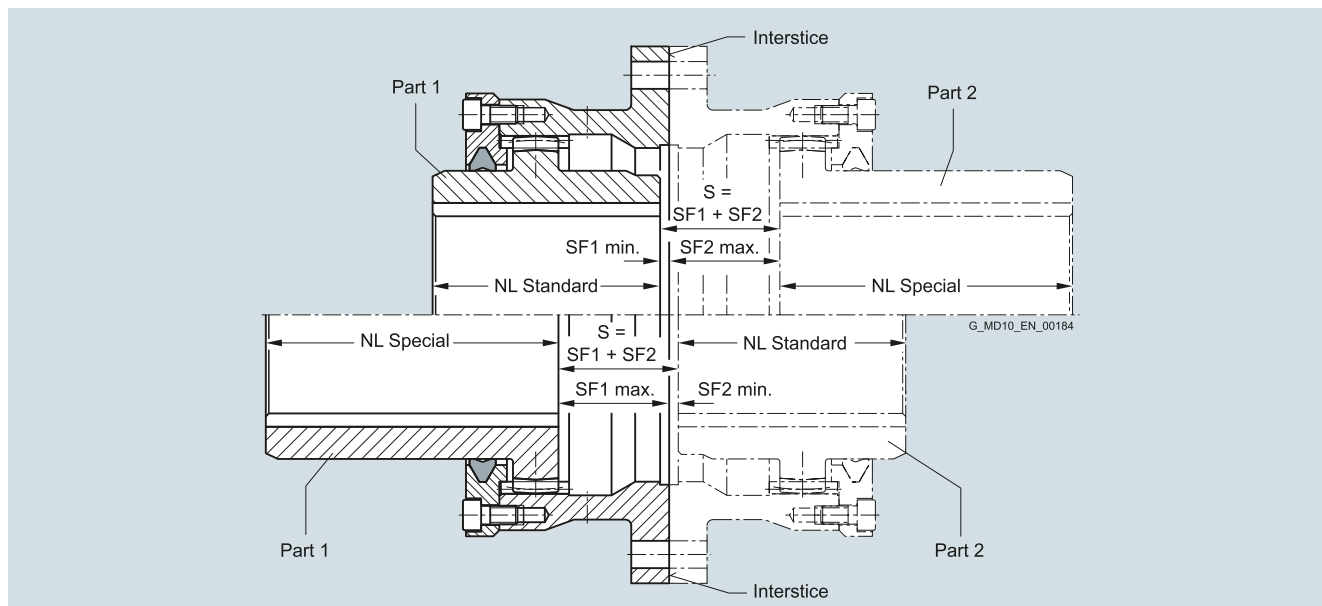 Interstice
Part 1
Part 2
S =
SF1 + SF2
SF1 min.
SF2 max.
NL Standard
NL Special
G_MD10_EN_00184
S =
NL Special
NL Standard
SF1 + SF2
SF1 max.
SF2 min.
Part 1
Part 2
Interstice